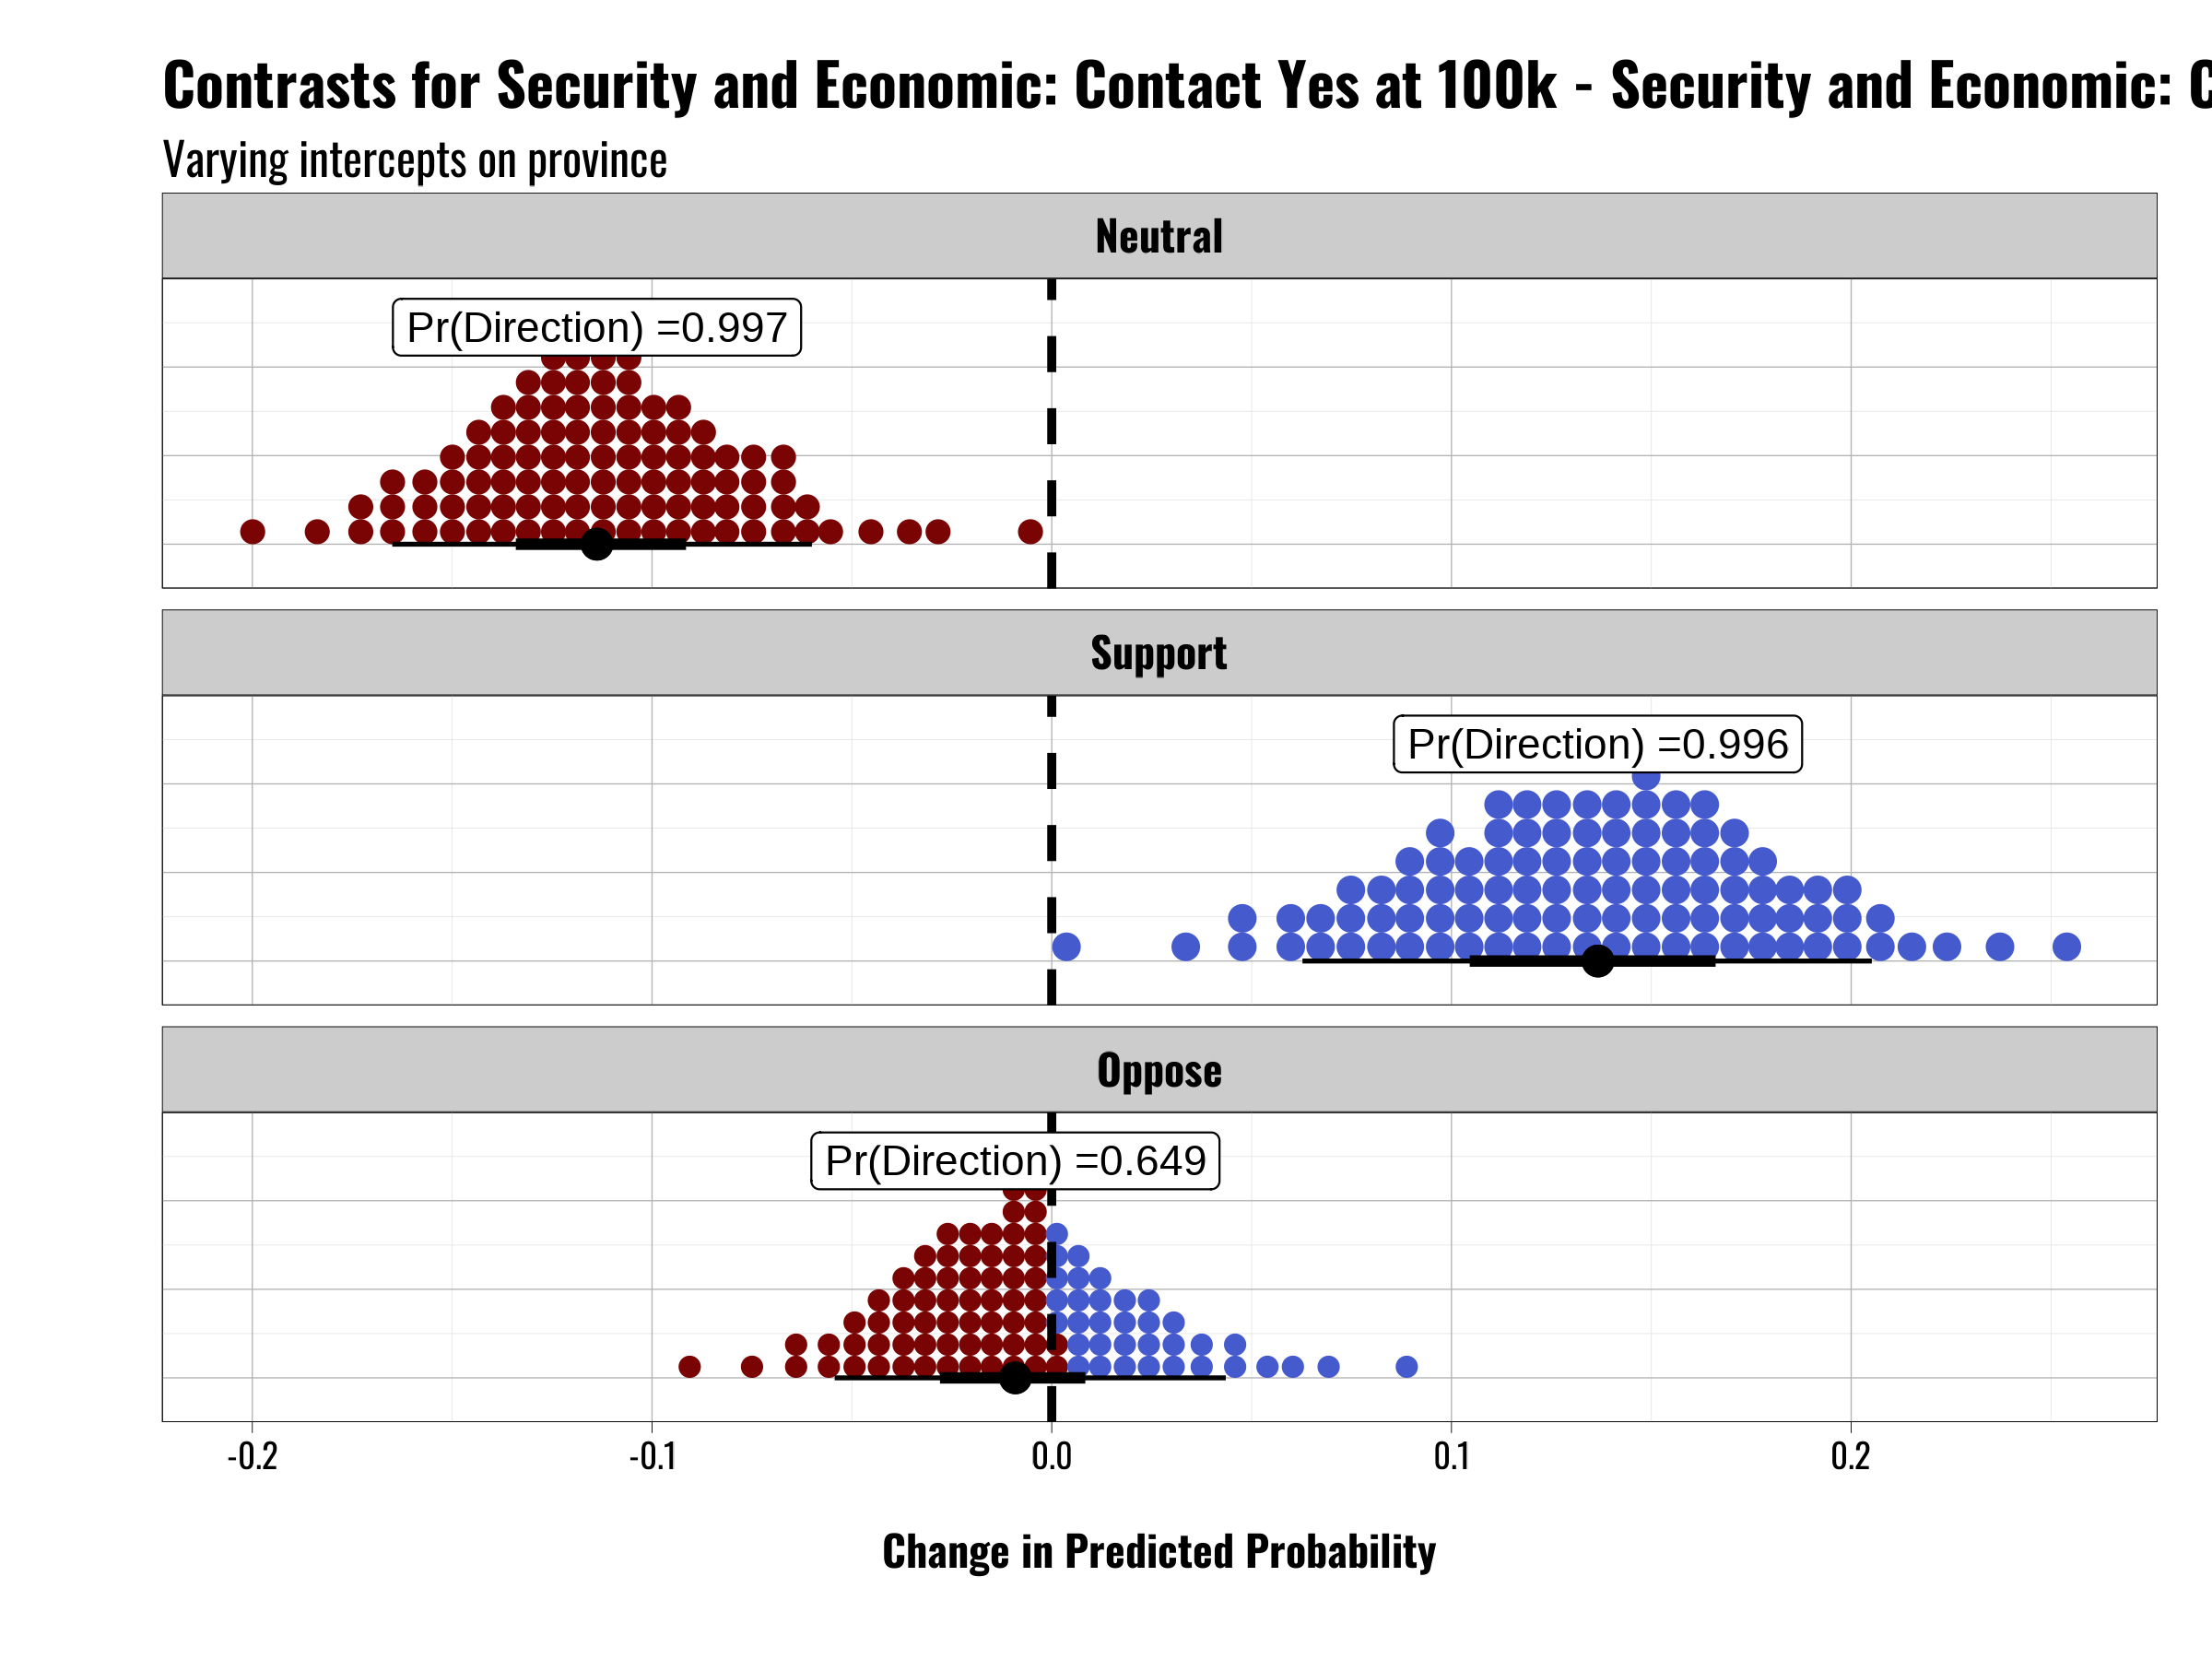 Contrasts for Security and Economic: Contact Yes at 100k - Security and Economic:
Varying intercepts on province
Neutral
Pr(Direction) =0.997
Support
Pr(Direction) =0.996
Oppose
Pr(Direction) =0.649
-0.2 -0.1 0.0 0.1 0.2
Change in Predicted Probability